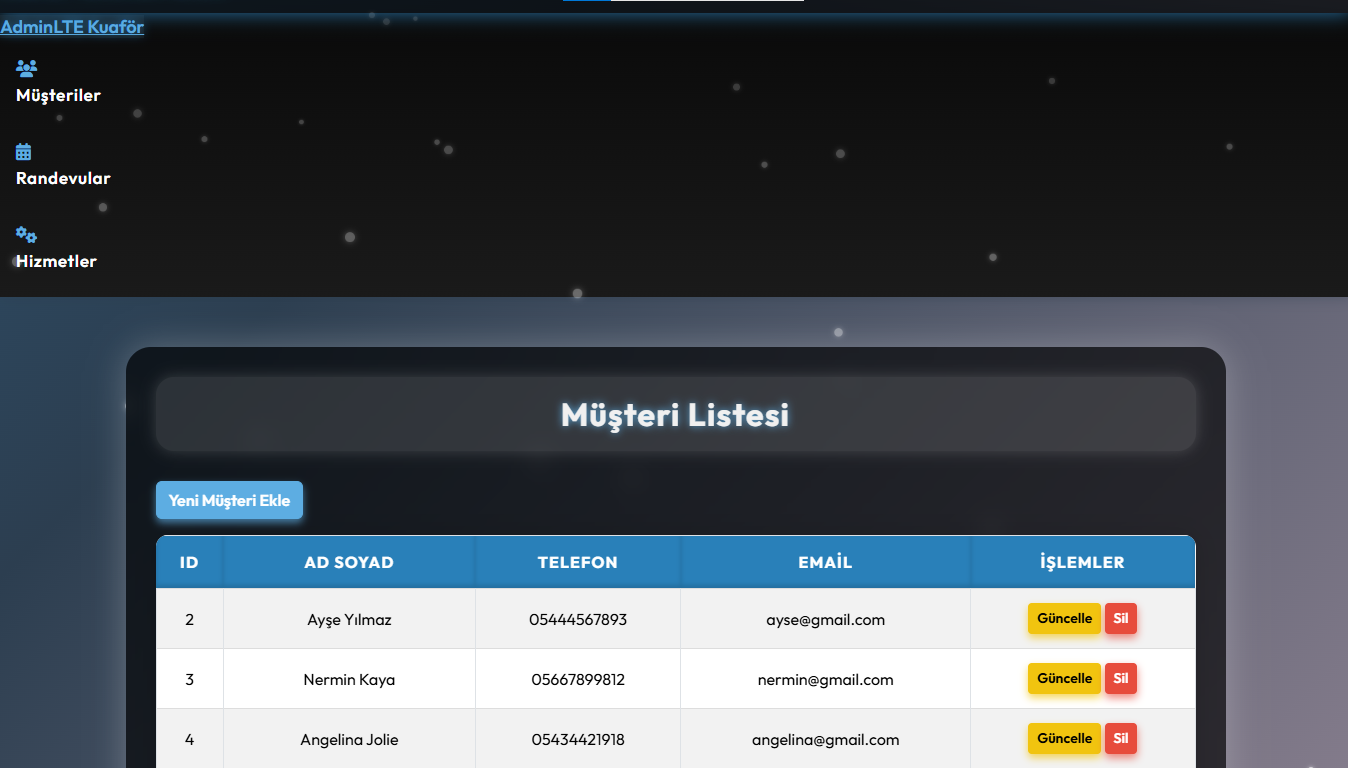 AdminLTE Kuaför
Müşteriler
Randevular
Hizmetler
Müşteri Listesi
Yeni Müşteri Ekle
ID AD SOYAD TELEFON EMAİL İŞLEMLER
2 Ayşe Yılmaz 05444567893 ayse@gmail.com Güncelle Sil
3 Nermin Kaya 05667899812 nermin@gmail.com Güncelle Sil
4 Angelina Jolie 05434421918 angelina@gmail.com Güncelle Sil